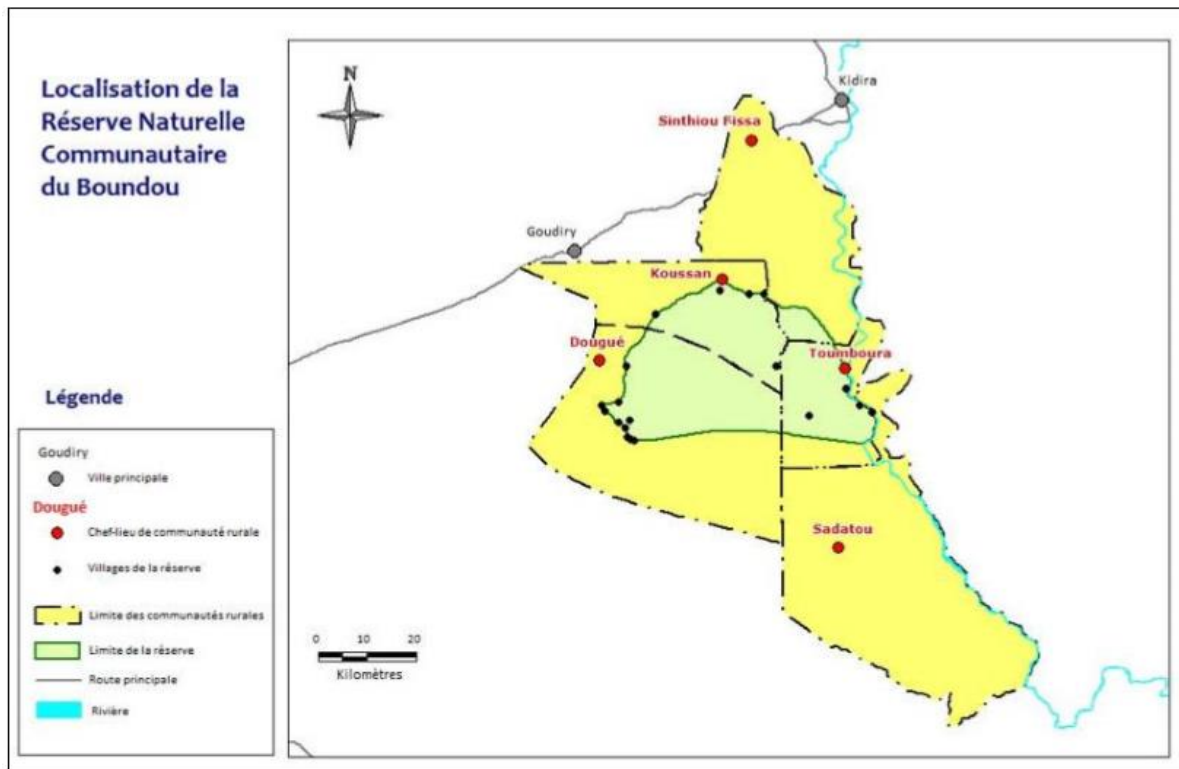 Localisation de la
Réserve Naturelle
Communautaire
du Boundou
N
Kidira
Sinthiou Fissa
Goudiry
Koussan
Dougué
Toumboura
Sadatou
0 10 20
Kilomètres
Légende
Goudiry
Ville principale
Dougué
Chef-lieu de communauté rurale
Villages de la réserve
Limite des communautés rurales
Limite de la réserve
Route principale
Rivière